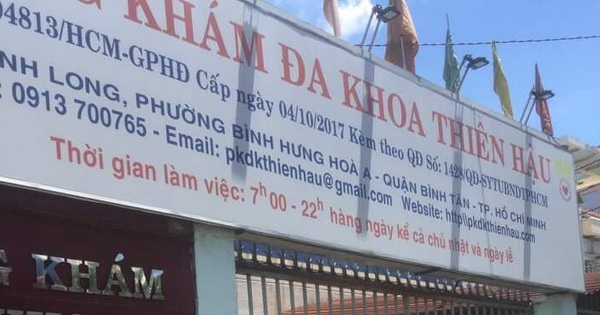 KHÁM ĐA KHOA THIÊN HẬU
04813/HCM-GPHĐ Cấp ngày 04/10/2017 Kèm theo QĐ Số: 1428/QĐ-SYTUBNDTPHCM
LONG, PHƯỜNG BÌNH HƯNG HOÀ A - QUẬN BÌNH TÂN - TP. HỒ CHÍ MINH
: 0913 700765 - Email: pkdkthienhau@gmail.com Website: http\\pkdkthienhau.com
Thời gian làm việc: 7h 00 - 22h hàng ngày kể cả chủ nhật và ngày lễ
KHÁM